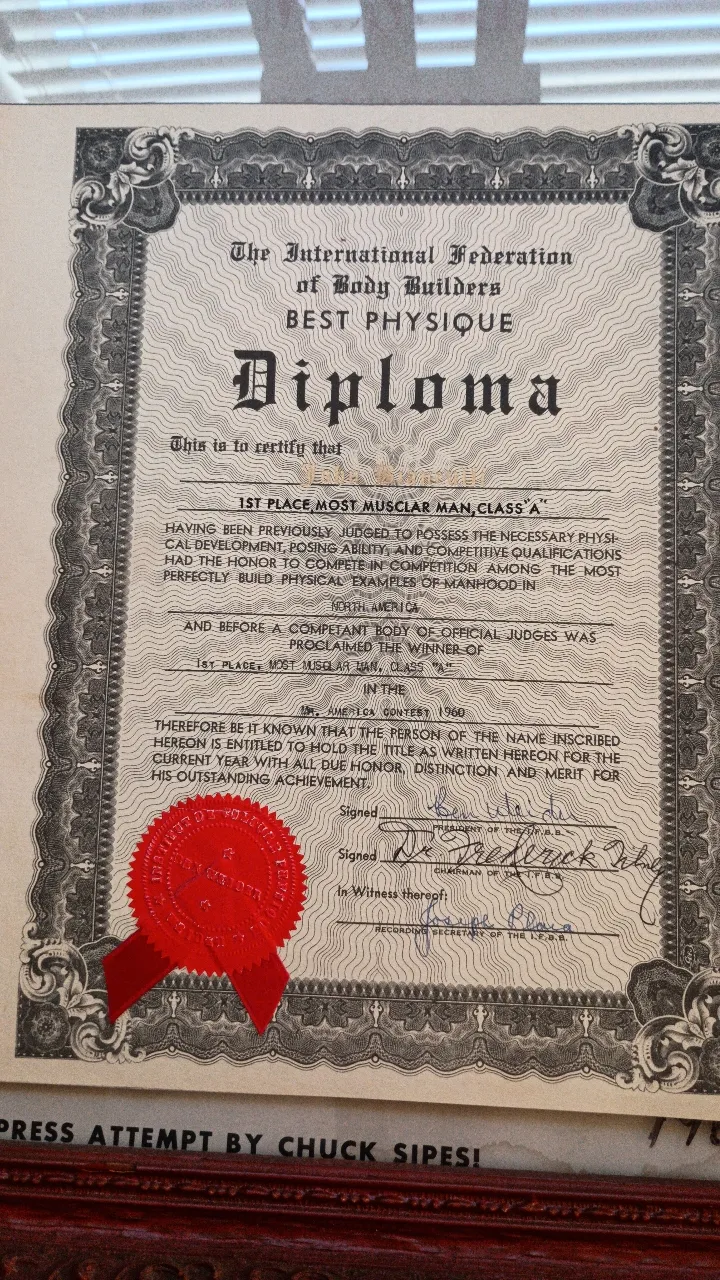 The International Federation
of Body Builders
BEST PHYSIQUE
Diploma
This is to certify that
1ST PLACE,MOST MUSCLAR MAN,CLASS"A"
HAVING BEEN PREVIOUSLY JUDGED TO POSSESS THE NECESSARY PHYSI-
CAL DEVELOPMENT, POSING ABILITY, AND COMPETITIVE QUALIFICATIONS
HAD THE HONOR TO COMPETE IN COMPETITION AMONG THE MOST
PERFECTLY BUILD PHYSICAL EXAMPLES OF MANHOOD IN
NORTH AMERICA
AND BEFORE A COMPETANT BODY OF OFFICIAL JUDGES WAS
PROCLAIMED THE WINNER OF
1ST PLACE, MOST MUSCLAR MAN, CLASS "A"
IN THE
MR. AMERICA CONTEST 1960
THEREFORE BE IT KNOWN THAT THE PERSON OF THE NAME INSCRIBED
HEREON IS ENTITLED TO HOLD THE TITLE AS WRITTEN HEREON FOR THE
CURRENT YEAR WITH ALL DUE HONOR, DISTINCTION AND MERIT FOR
HIS OUTSTANDING ACHIEVEMENT.
Signed Ben Weider
PRESIDENT OF THE I.F.B.B.
Signed Dr Frederick
CHAIRMAN OF THE I.F.B.B.
In Witness thereof:
Joseph
RECORDING SECRETARY OF THE I.F.B.B.
PRESS ATTEMPT BY CHUCK SIPES!